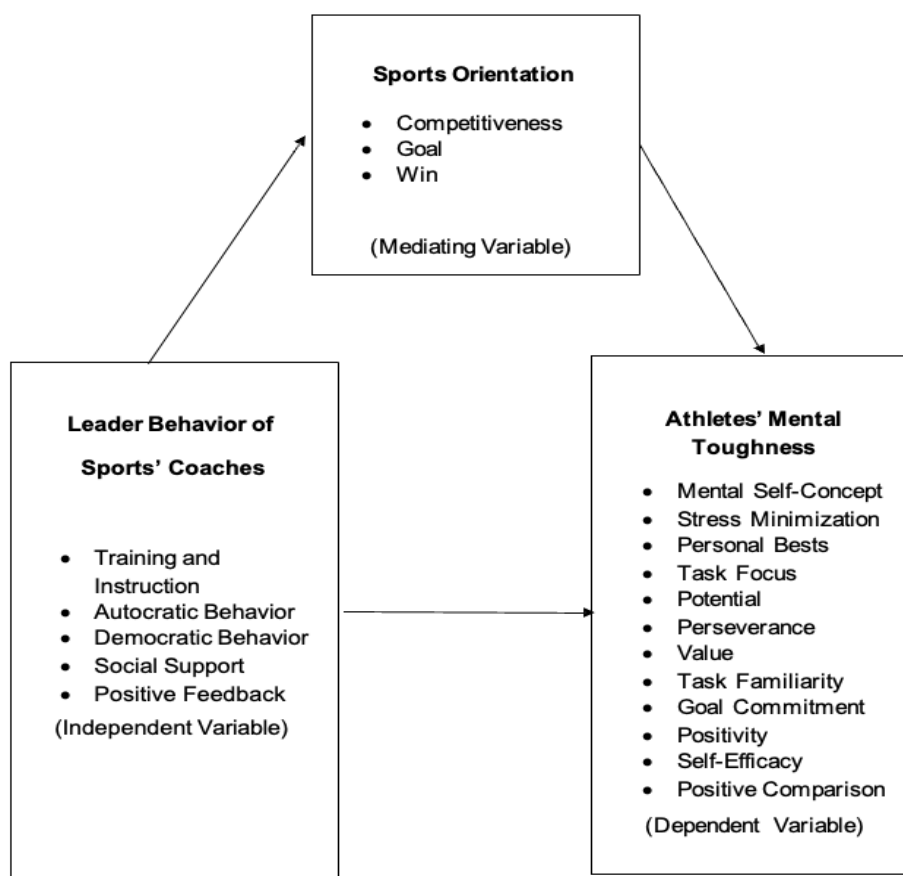 Sports Orientation
• Competitiveness
• Goal
• Win
(Mediating Variable)
Leader Behavior of
Sports’ Coaches
• Training and
Instruction
• Autocratic Behavior
• Democratic Behavior
• Social Support
• Positive Feedback
(Independent Variable)
Athletes’ Mental
Toughness
• Mental Self-Concept
• Stress Minimization
• Personal Bests
• Task Focus
• Potential
• Perseverance
• Value
• Task Familiarity
• Goal Commitment
• Positivity
• Self-Efficacy
• Positive Comparison
(Dependent Variable)